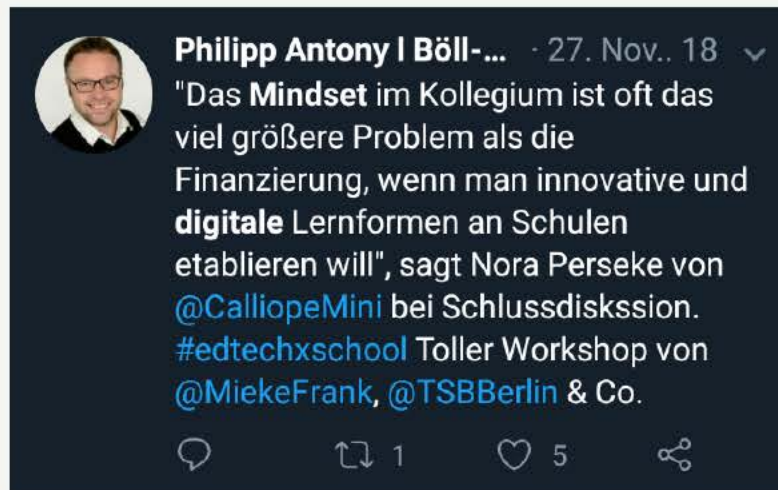 Philipp Antony l Böll-... · 27. Nov.. 18
"Das Mindset im Kollegium ist oft das
viel größere Problem als die
Finanzierung, wenn man innovative und
digitale Lernformen an Schulen
etablieren will", sagt Nora Perseke von
@CalliopeMini bei Schlussdiskssion.
#edtechxschool Toller Workshop von
@MiekeFrank, @TSBBerlin & Co.
1 5